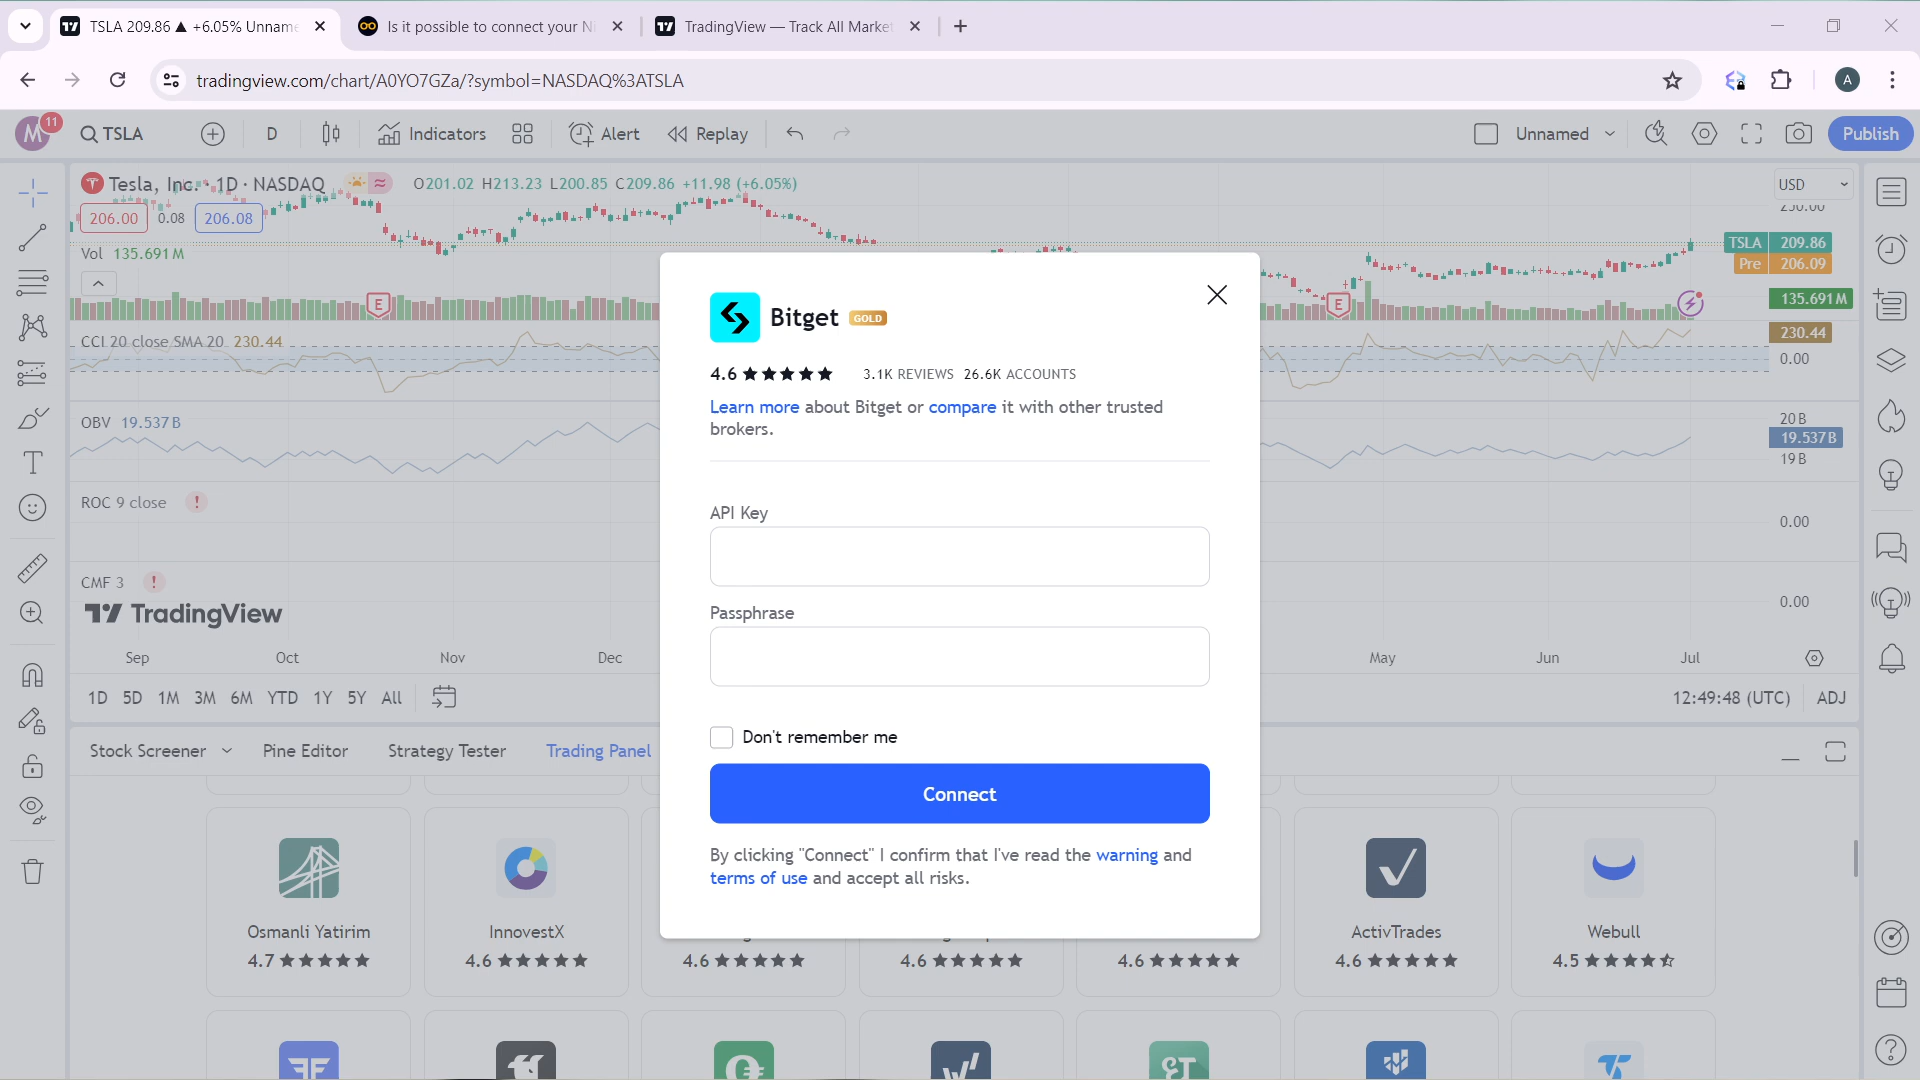 TSLA 209.86 ▲ +6.05% Unname
Is it possible to connect your Ni
TradingView — Track All Market
tradingview.com/chart/A0YO7GZa/?symbol=NASDAQ%3ATSLA
A
M
11
TSLA
D
Indicators
Alert
Replay
Unnamed
Publish
Tesla, Inc. · 1D · NASDAQ
O201.02 H213.23 L200.85 C209.86 +11.98 (+6.05%)
USD
206.00
0.08
206.08
TSLA 209.86
Pre 206.09
Vol 135.691M
135.691M
E
E
CCI 20 close SMA 20 230.44
230.44
0.00
OBV 19.537B
20B
19.537B
19B
ROC 9 close
!
0.00
CMF 3
!
0.00
TradingView
Sep
Oct
Nov
Dec
May
Jun
Jul
1D
5D
1M
3M
6M
YTD
1Y
5Y
All
12:49:48 (UTC)
ADJ
Stock Screener
Pine Editor
Strategy Tester
Trading Panel
Bitget GOLD
4.6
3.1K REVIEWS
26.6K ACCOUNTS
Learn more about Bitget or compare it with other trusted
brokers.
API Key
Passphrase
Don't remember me
Connect
By clicking "Connect" I confirm that I've read the warning and
terms of use and accept all risks.
Osmanli Yatirim
InnovestX
ActivTrades
Webull
4.7
4.6
4.6
4.6
4.6
4.6
4.5